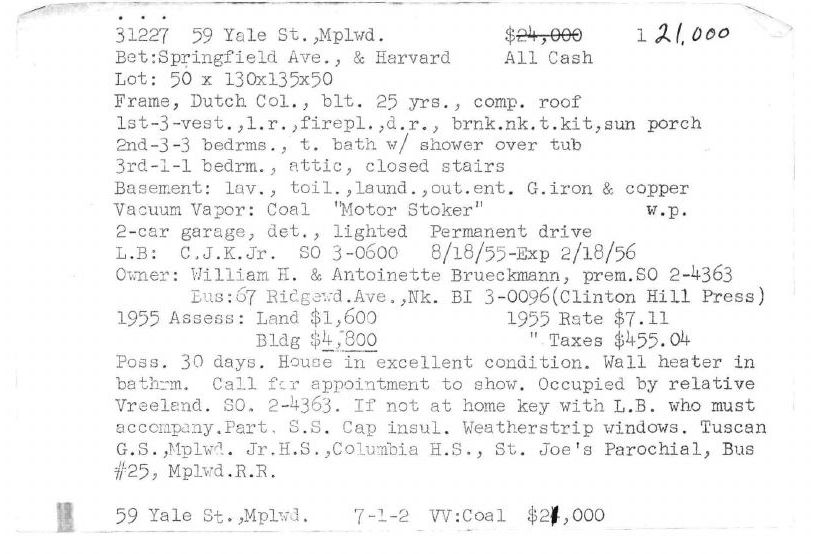 . . .
31227 59 Yale St.,Mplwd. $24,000 1 21,000
Bet:Springfield Ave., & Harvard All Cash
Lot: 50 x 130x135x50
Frame, Dutch Col., blt. 25 yrs., comp. roof
1st-3-vest.,l.r.,firepl.,d.r., brnk.nk.t.kit,sun porch
2nd-3-3 bedrms., t. bath w/ shower over tub
3rd-1-1 bedrm., attic, closed stairs
Basement: lav., toil.,laund.,out.ent. G.iron & copper
Vacuum Vapor: Coal "Motor Stoker" w.p.
2-car garage, det., lighted Permanent drive
L.B: C.J.K.Jr. SO 3-0600 8/18/55-Exp 2/18/56
Owner: William H. & Antoinette Brueckmann, prem.SO 2-4363
Bus:67 Ridgewd.Ave.,Nk. BI 3-0096(Clinton Hill Press)
1955 Assess: Land $1,600 1955 Rate $7.11
Bldg $4,800 " Taxes $455.04
Poss. 30 days. House in excellent condition. Wall heater in
bathrm. Call for appointment to show. Occupied by relative
Vreeland. SO. 2-4363. If not at home key with L.B. who must
accompany.Part. S.S. Cap insul. Weatherstrip windows. Tuscan
G.S.,Mplwd. Jr.H.S.,Columbia H.S., St. Joe's Parochial, Bus
#25, Mplwd.R.R.
59 Yale St.,Mplwd. 7-1-2 VV:Coal $21,000